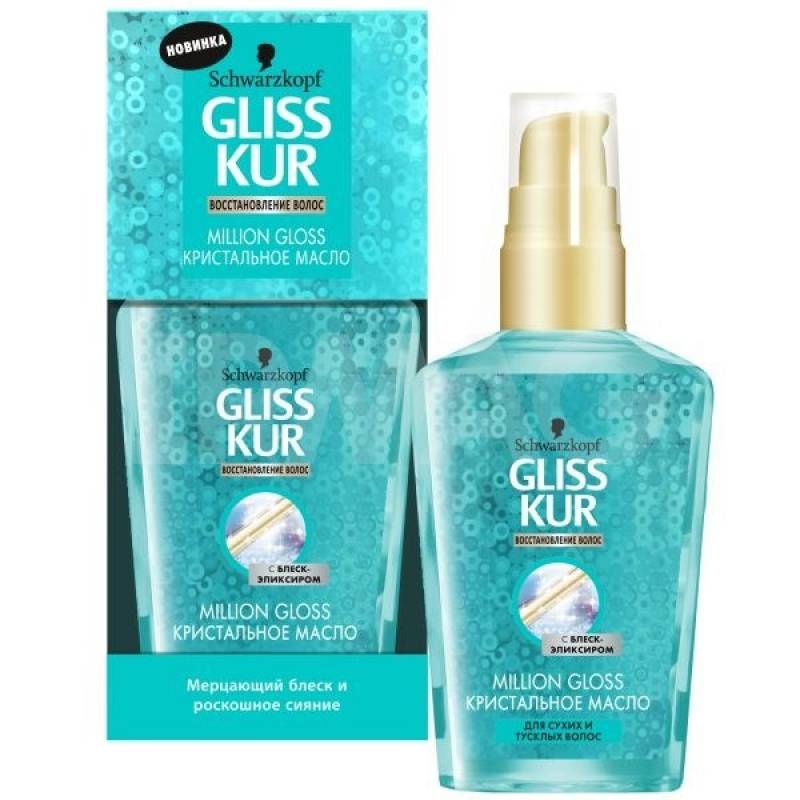 НОВИНКА
Schwarzkopf
GLISS
KUR
ВОССТАНОВЛЕНИЕ ВОЛОС
MILLION GLOSS
КРИСТАЛЬНОЕ МАСЛО
Schwarzkopf
GLISS
KUR
ВОССТАНОВЛЕНИЕ ВОЛОС
С БЛЕСК-
ЭЛИКСИРОМ
MILLION GLOSS
КРИСТАЛЬНОЕ МАСЛО
Мерцающий блеск и
роскошное сияние
Schwarzkopf
GLISS
KUR
ВОССТАНОВЛЕНИЕ ВОЛОС
С БЛЕСК-
ЭЛИКСИРОМ
MILLION GLOSS
КРИСТАЛЬНОЕ МАСЛО
ДЛЯ СУХИХ И
ТУСКЛЫХ ВОЛОС